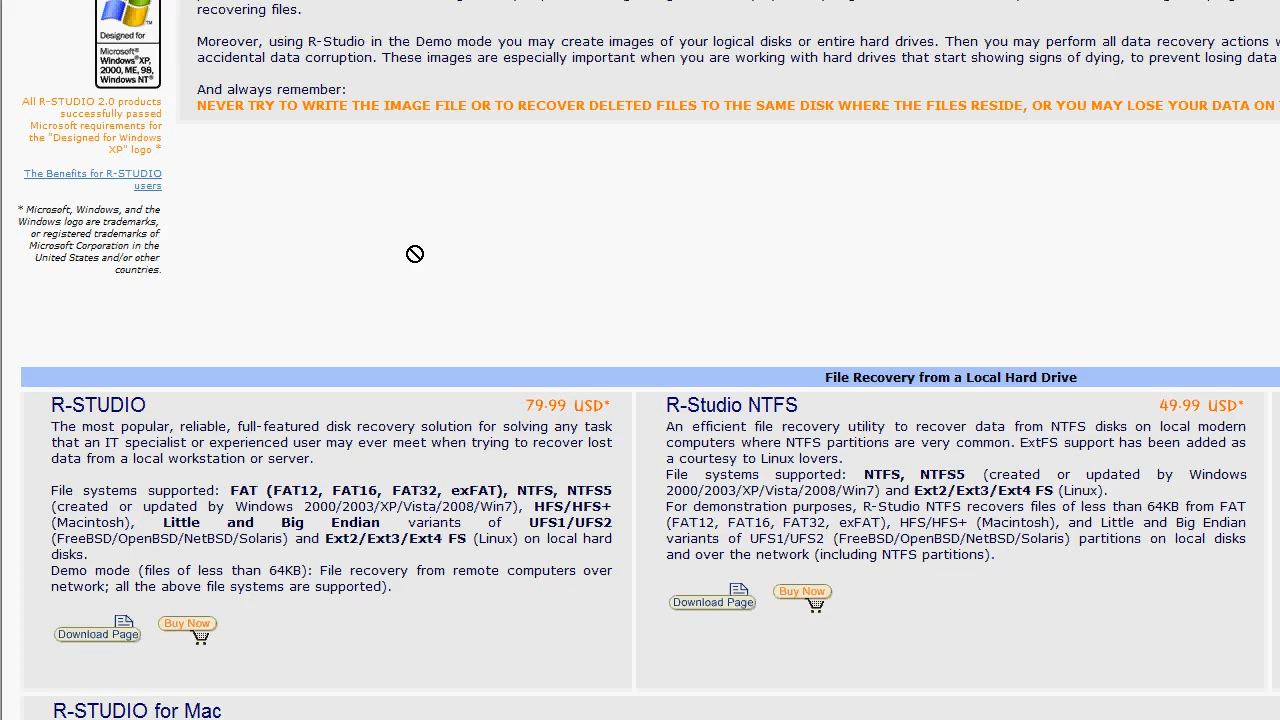 recovering files.
Moreover, using R-Studio in the Demo mode you may create images of your logical disks or entire hard drives. Then you may perform all data recovery actions
accidental data corruption. These images are especially important when you are working with hard drives that start showing signs of dying, to prevent losing data
And always remember:
NEVER TRY TO WRITE THE IMAGE FILE OR TO RECOVER DELETED FILES TO THE SAME DISK WHERE THE FILES RESIDE, OR YOU MAY LOSE YOUR DATA ON
Designed for
Microsoft®
Windows®XP,
2000, ME, 98,
Windows NT®
All R-STUDIO 2.0 products
successfully passed
Microsoft requirements for
the "Designed for Windows
XP" logo *
The Benefits for R-STUDIO
users
* Microsoft, Windows, and the
Windows logo are trademarks,
or registered trademarks of
Microsoft Corporation in the
United States and/or other
countries.
File Recovery from a Local Hard Drive
R-STUDIO 79.99 USD*
The most popular, reliable, full-featured disk recovery solution for solving any task
that an IT specialist or experienced user may ever meet when trying to recover lost
data from a local workstation or server.
File systems supported: FAT (FAT12, FAT16, FAT32, exFAT), NTFS, NTFS5
(created or updated by Windows 2000/2003/XP/Vista/2008/Win7), HFS/HFS+
(Macintosh), Little and Big Endian variants of UFS1/UFS2
(FreeBSD/OpenBSD/NetBSD/Solaris) and Ext2/Ext3/Ext4 FS (Linux) on local hard
disks.
Demo mode (files of less than 64KB): File recovery from remote computers over
network; all the above file systems are supported).
Download Page Buy Now
R-Studio NTFS 49.99 USD*
An efficient file recovery utility to recover data from NTFS disks on local modern
computers where NTFS partitions are very common. ExtFS support has been added as
a courtesy to Linux lovers.
File systems supported: NTFS, NTFS5 (created or updated by Windows
2000/2003/XP/Vista/2008/Win7) and Ext2/Ext3/Ext4 FS (Linux).
For demonstration purposes, R-Studio NTFS recovers files of less than 64KB from FAT
(FAT12, FAT16, FAT32, exFAT), HFS/HFS+ (Macintosh), and Little and Big Endian
variants of UFS1/UFS2 (FreeBSD/OpenBSD/NetBSD/Solaris) partitions on local disks
and over the network (including NTFS partitions).
Download Page Buy Now
R-STUDIO for Mac